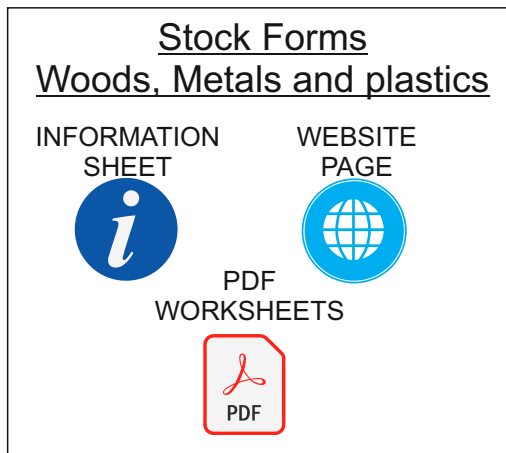 Stock Forms
Woods, Metals and plastics
INFORMATION
SHEET
WEBSITE
PAGE
i
PDF
WORKSHEETS
PDF